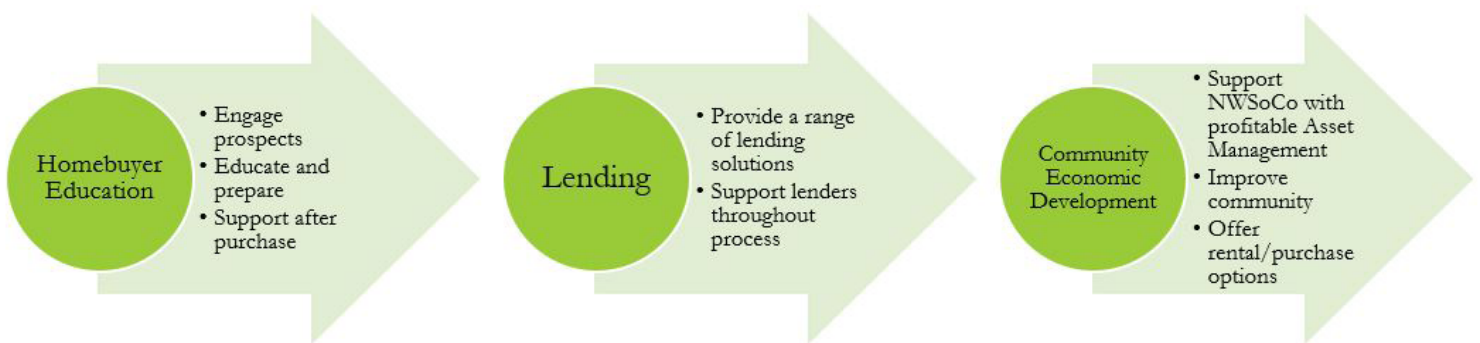 Homebuyer
Education
• Engage
prospects
• Educate and
prepare
• Support after
purchase
Lending
• Provide a range
of lending
solutions
• Support lenders
throughout
process
Community
Economic
Development
• Support
NWSoCo with
profitable Asset
Management
• Improve
community
• Offer
rental/purchase
options